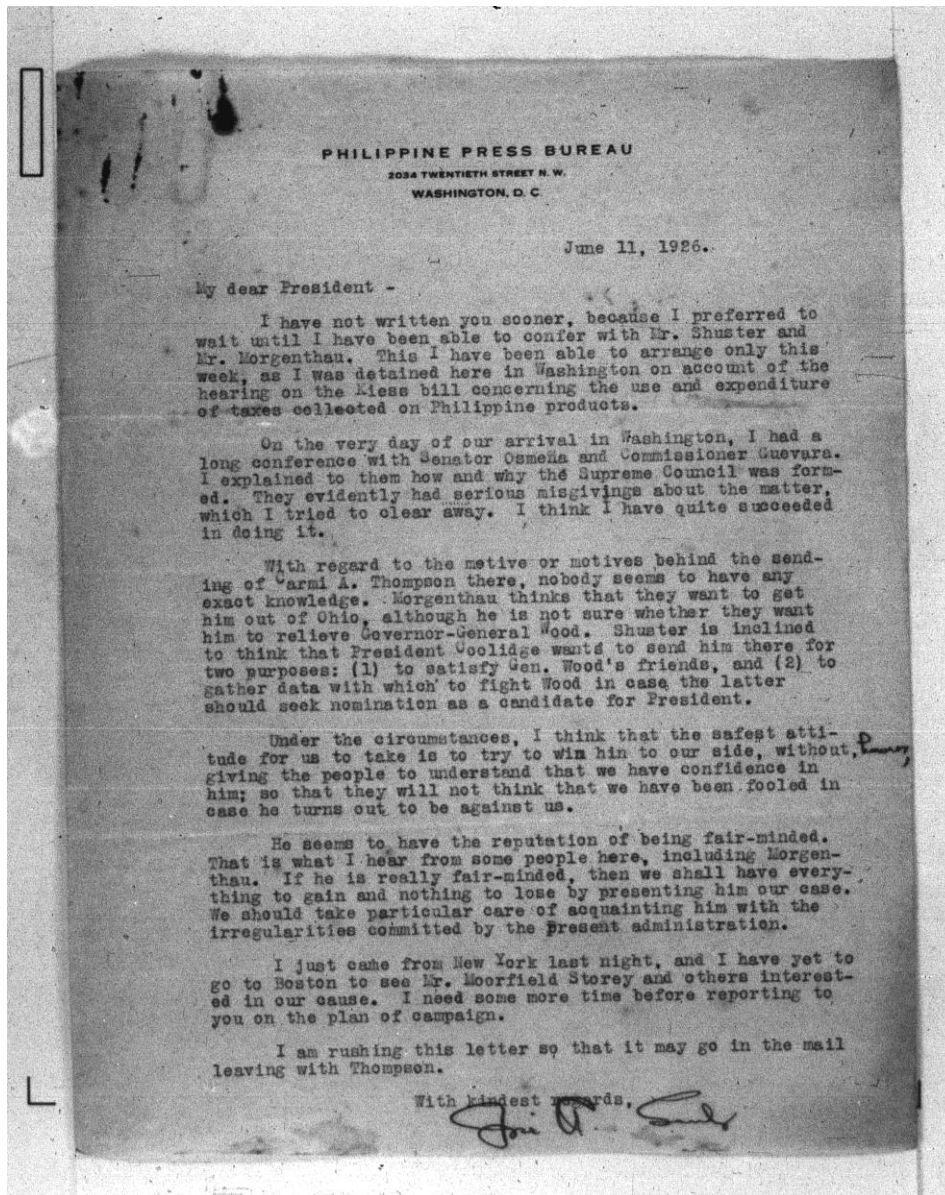 PHILIPPINE PRESS BUREAU
2034 TWENTIETH STREET N. W.
WASHINGTON, D. C.
June 11, 1926.
My dear President -
I have not written you sooner, because I preferred to
wait until I have been able to confer with Mr. Shuster and
Mr. Morgenthau. This I have been able to arrange only this
week, as I was detained here in Washington on account of the
hearing on the Kiess bill concerning the use and expenditure
of taxes collected on Philippine products.
On the very day of our arrival in Washington, I had a
long conference with Senator Osmeña and Commissioner Guevara.
I explained to them how and why the Supreme Council was form-
ed. They evidently had serious misgivings about the matter,
which I tried to clear away. I think I have quite succeeded
in doing it.
With regard to the motive or motives behind the send-
ing of Carmi A. Thompson there, nobody seems to have any
exact knowledge. Morgenthau thinks that they want to get
him out of Ohio, although he is not sure whether they want
him to relieve Governor-General Wood. Shuster is inclined
to think that President Coolidge wants to send him there for
two purposes: (1) to satisfy Gen. Wood's friends, and (2) to
gather data with which to fight Wood in case the latter
should seek nomination as a candidate for President.
Under the circumstances, I think that the safest atti-
tude for us to take is to try to win him to our side, without,
giving the people to understand that we have confidence in
him; so that they will not think that we have been fooled in
case he turns out to be against us.
He seems to have the reputation of being fair-minded.
That is what I hear from some people here, including Morgen-
thau. If he is really fair-minded, then we shall have every-
thing to gain and nothing to lose by presenting him our case.
We should take particular care of acquainting him with the
irregularities committed by the present administration.
I just came from New York last night, and I have yet to
go to Boston to see Mr. Moorfield Storey and others interest-
ed in our cause. I need some more time before reporting to
you on the plan of campaign.
I am rushing this letter so that it may go in the mail
leaving with Thompson.
With kindest regards,